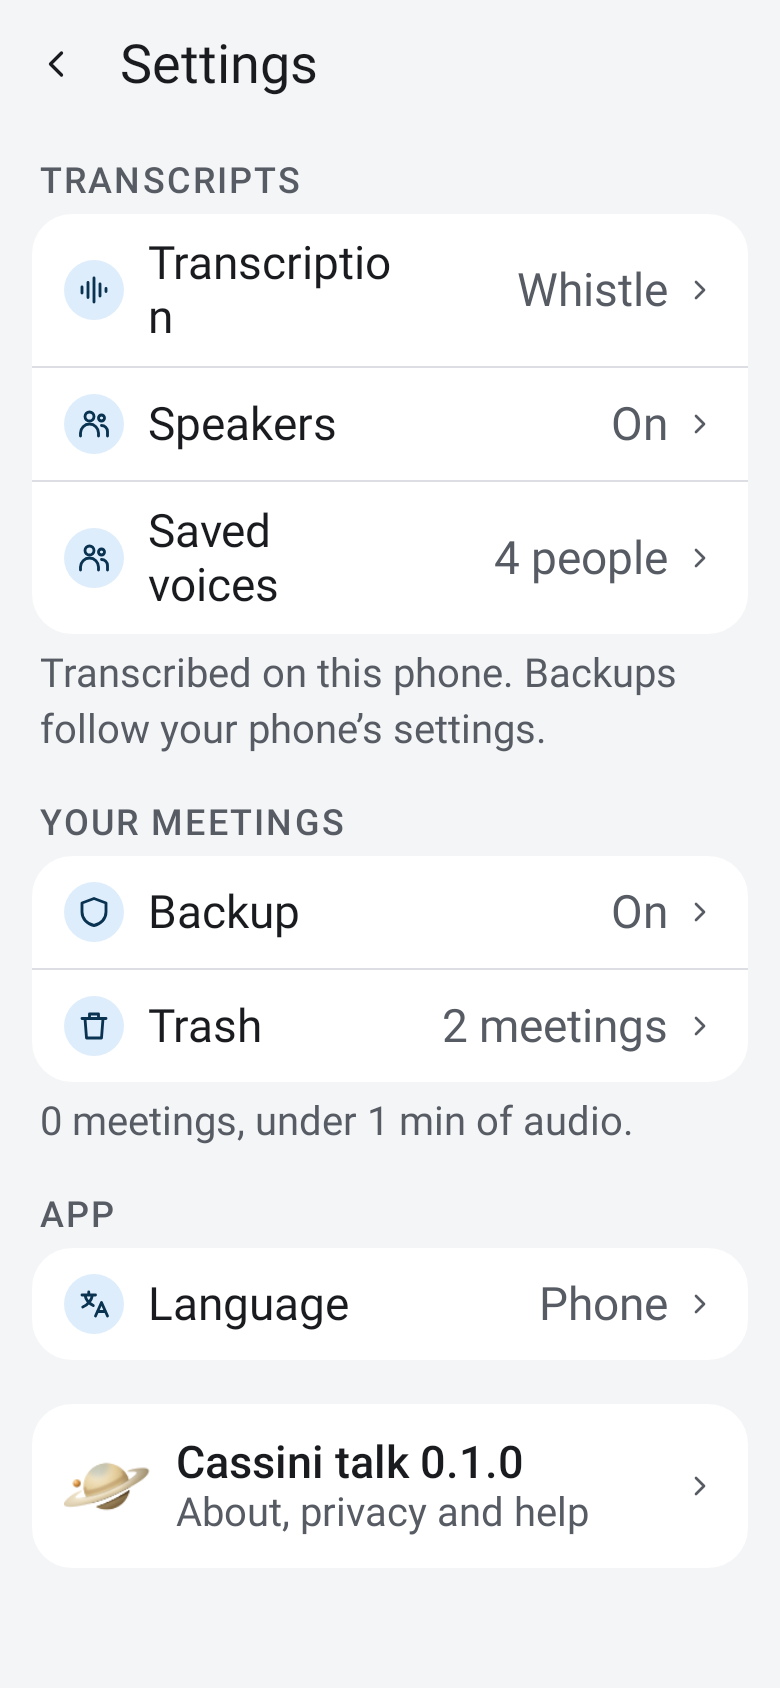 Settings
TRANSCRIPTS
Transcriptio
n
Whistle
Speakers
On
Saved
voices
4 people
Transcribed on this phone. Backups
follow your phone’s settings.
YOUR MEETINGS
Backup
On
Trash
2 meetings
0 meetings, under 1 min of audio.
APP
Language
Phone
Cassini talk 0.1.0
About, privacy and help